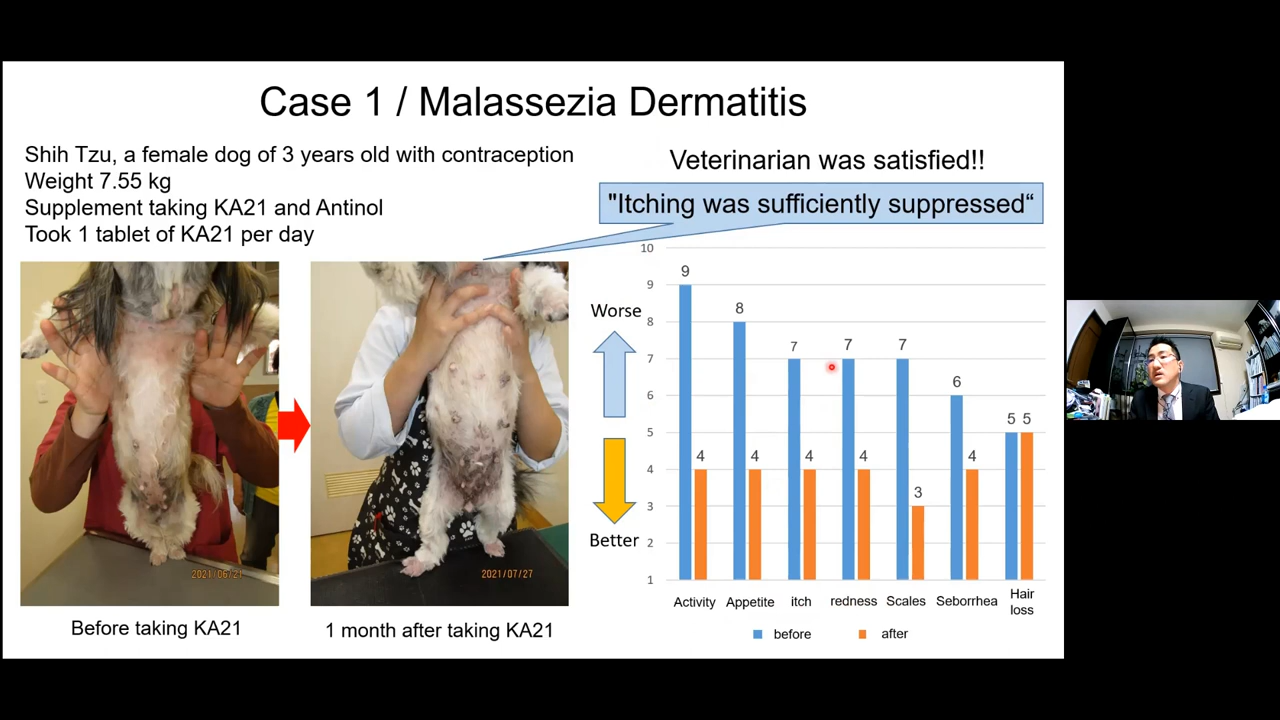 Case 1 / Malassezia Dermatitis
Shih Tzu, a female dog of 3 years old with contraception
Weight 7.55 kg
Supplement taking KA21 and Antinol
Took 1 tablet of KA21 per day
Veterinarian was satisfied!!
"Itching was sufficiently suppressed“
2021/06/21
2021/07/27
Before taking KA21
1 month after taking KA21
Worse
Better
10
9
8
7
6
5
4
3
2
1
9
4
8
4
7
4
7
4
7
3
6
4
5
5
Activity
Appetite
itch
redness
Scales
Seborrhea
Hair
loss
before
after